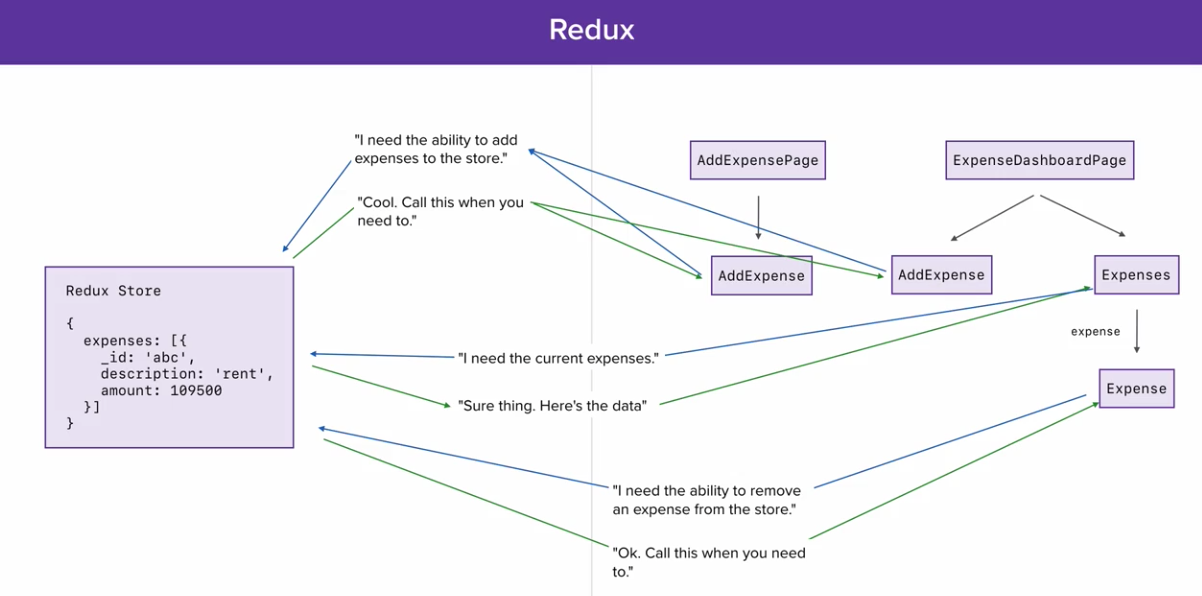 Redux
"I need the ability to add
expenses to the store."
"Cool. Call this when you
need to."
AddExpensePage
ExpenseDashboardPage
AddExpense
AddExpense
Expenses
Redux Store
{
expenses: [{
_id: 'abc',
description: 'rent',
amount: 109500
}]
}
expense
"I need the current expenses."
"Sure thing. Here's the data"
Expense
"I need the ability to remove
an expense from the store."
"Ok. Call this when you need
to."